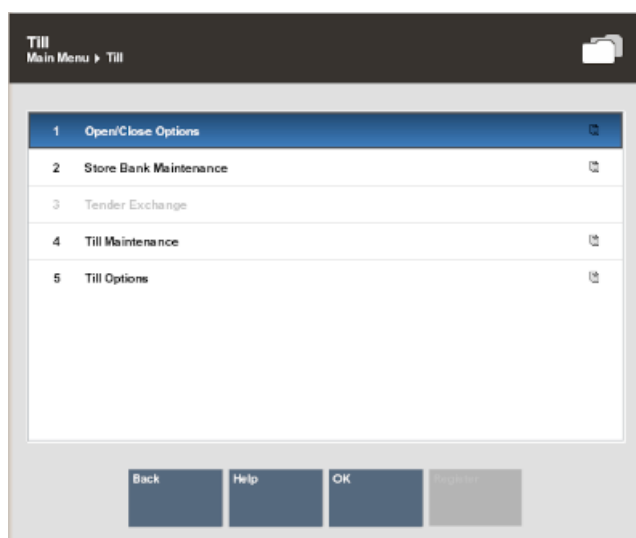 Till
Main Menu ▸ Till
1 Open/Close Options
2 Store Bank Maintenance
3 Tender Exchange
4 Till Maintenance
5 Till Options
Back Help OK Register